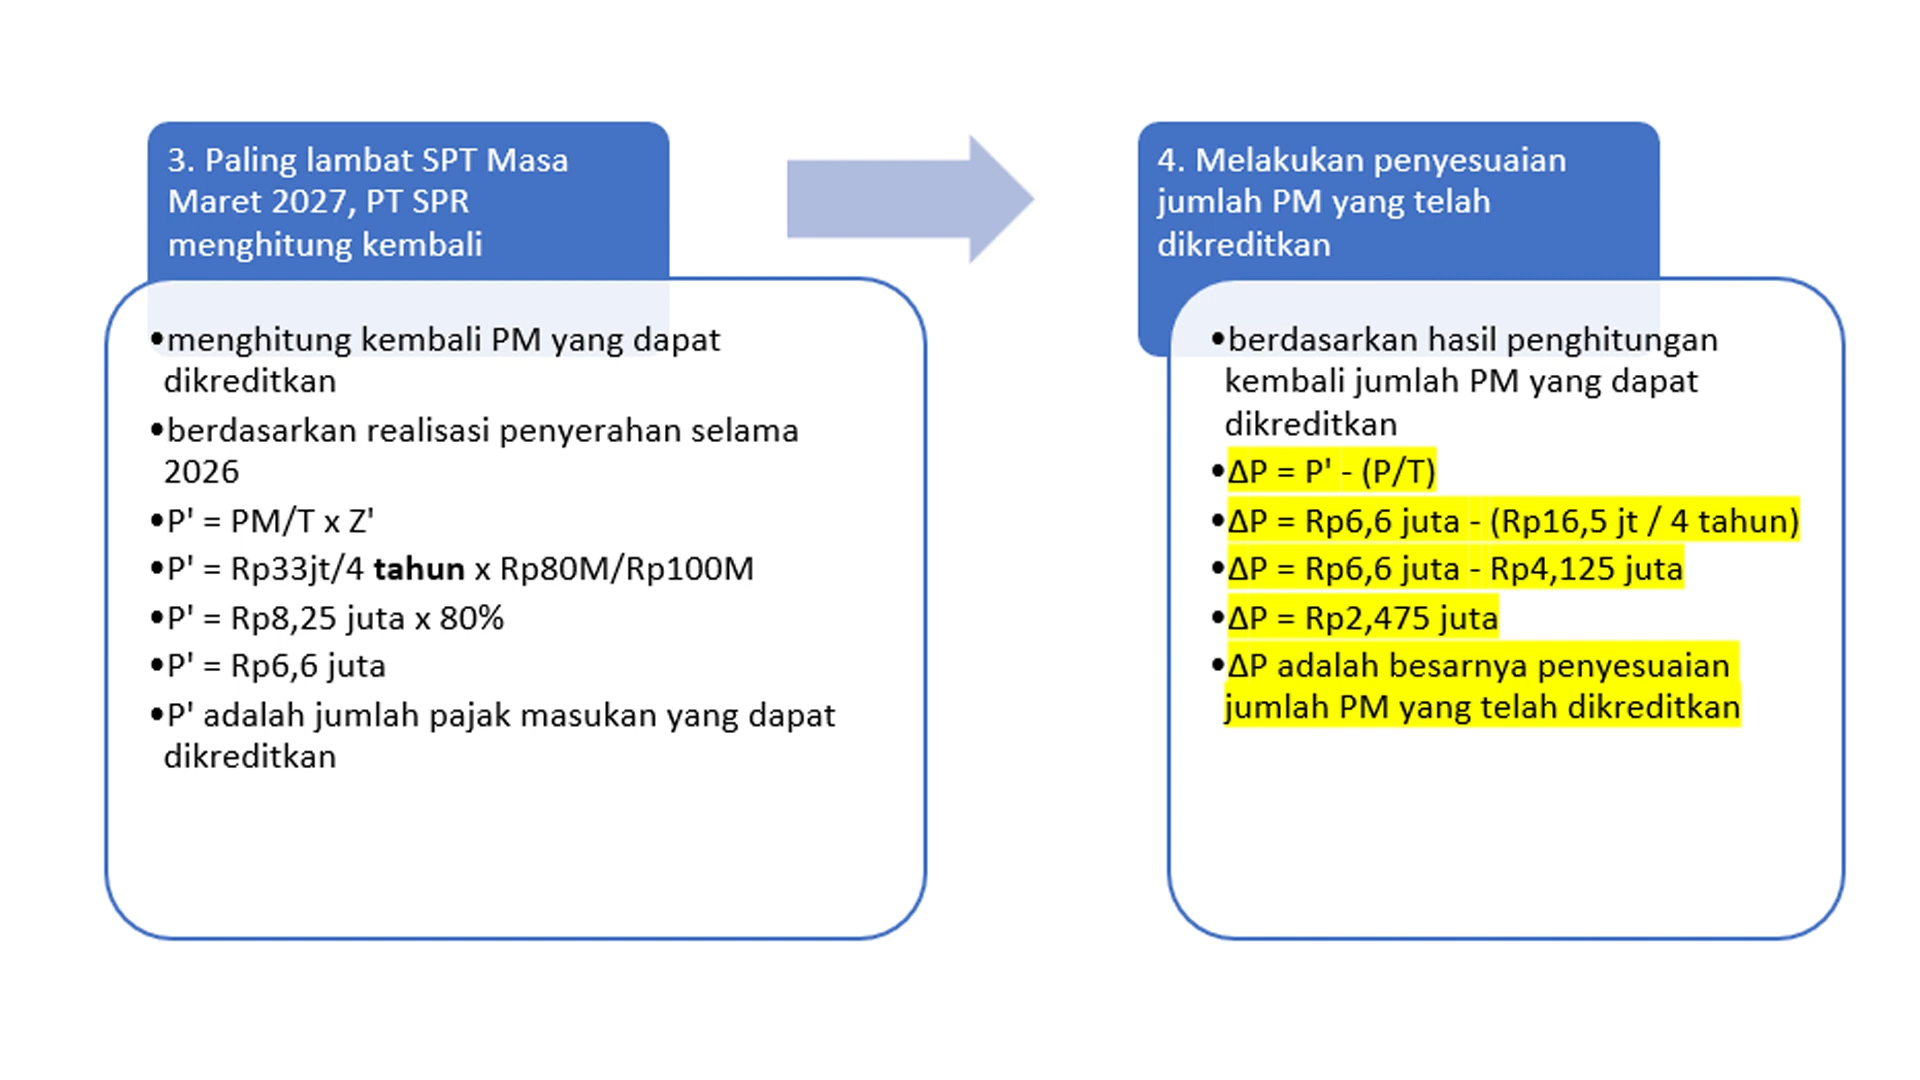 3. Paling lambat SPT Masa
Maret 2027, PT SPR
menghitung kembali
•menghitung kembali PM yang dapat
dikreditkan
•berdasarkan realisasi penyerahan selama
2026
•P' = PM/T x Z'
•P' = Rp33jt/4 tahun x Rp80M/Rp100M
•P' = Rp8,25 juta x 80%
•P' = Rp6,6 juta
•P' adalah jumlah pajak masukan yang dapat
dikreditkan
4. Melakukan penyesuaian
jumlah PM yang telah
dikreditkan
•berdasarkan hasil penghitungan
kembali jumlah PM yang dapat
dikreditkan
•ΔP = P' - (P/T)
•ΔP = Rp6,6 juta - (Rp16,5 jt / 4 tahun)
•ΔP = Rp6,6 juta - Rp4,125 juta
•ΔP = Rp2,475 juta
•ΔP adalah besarnya penyesuaian
jumlah PM yang telah dikreditkan